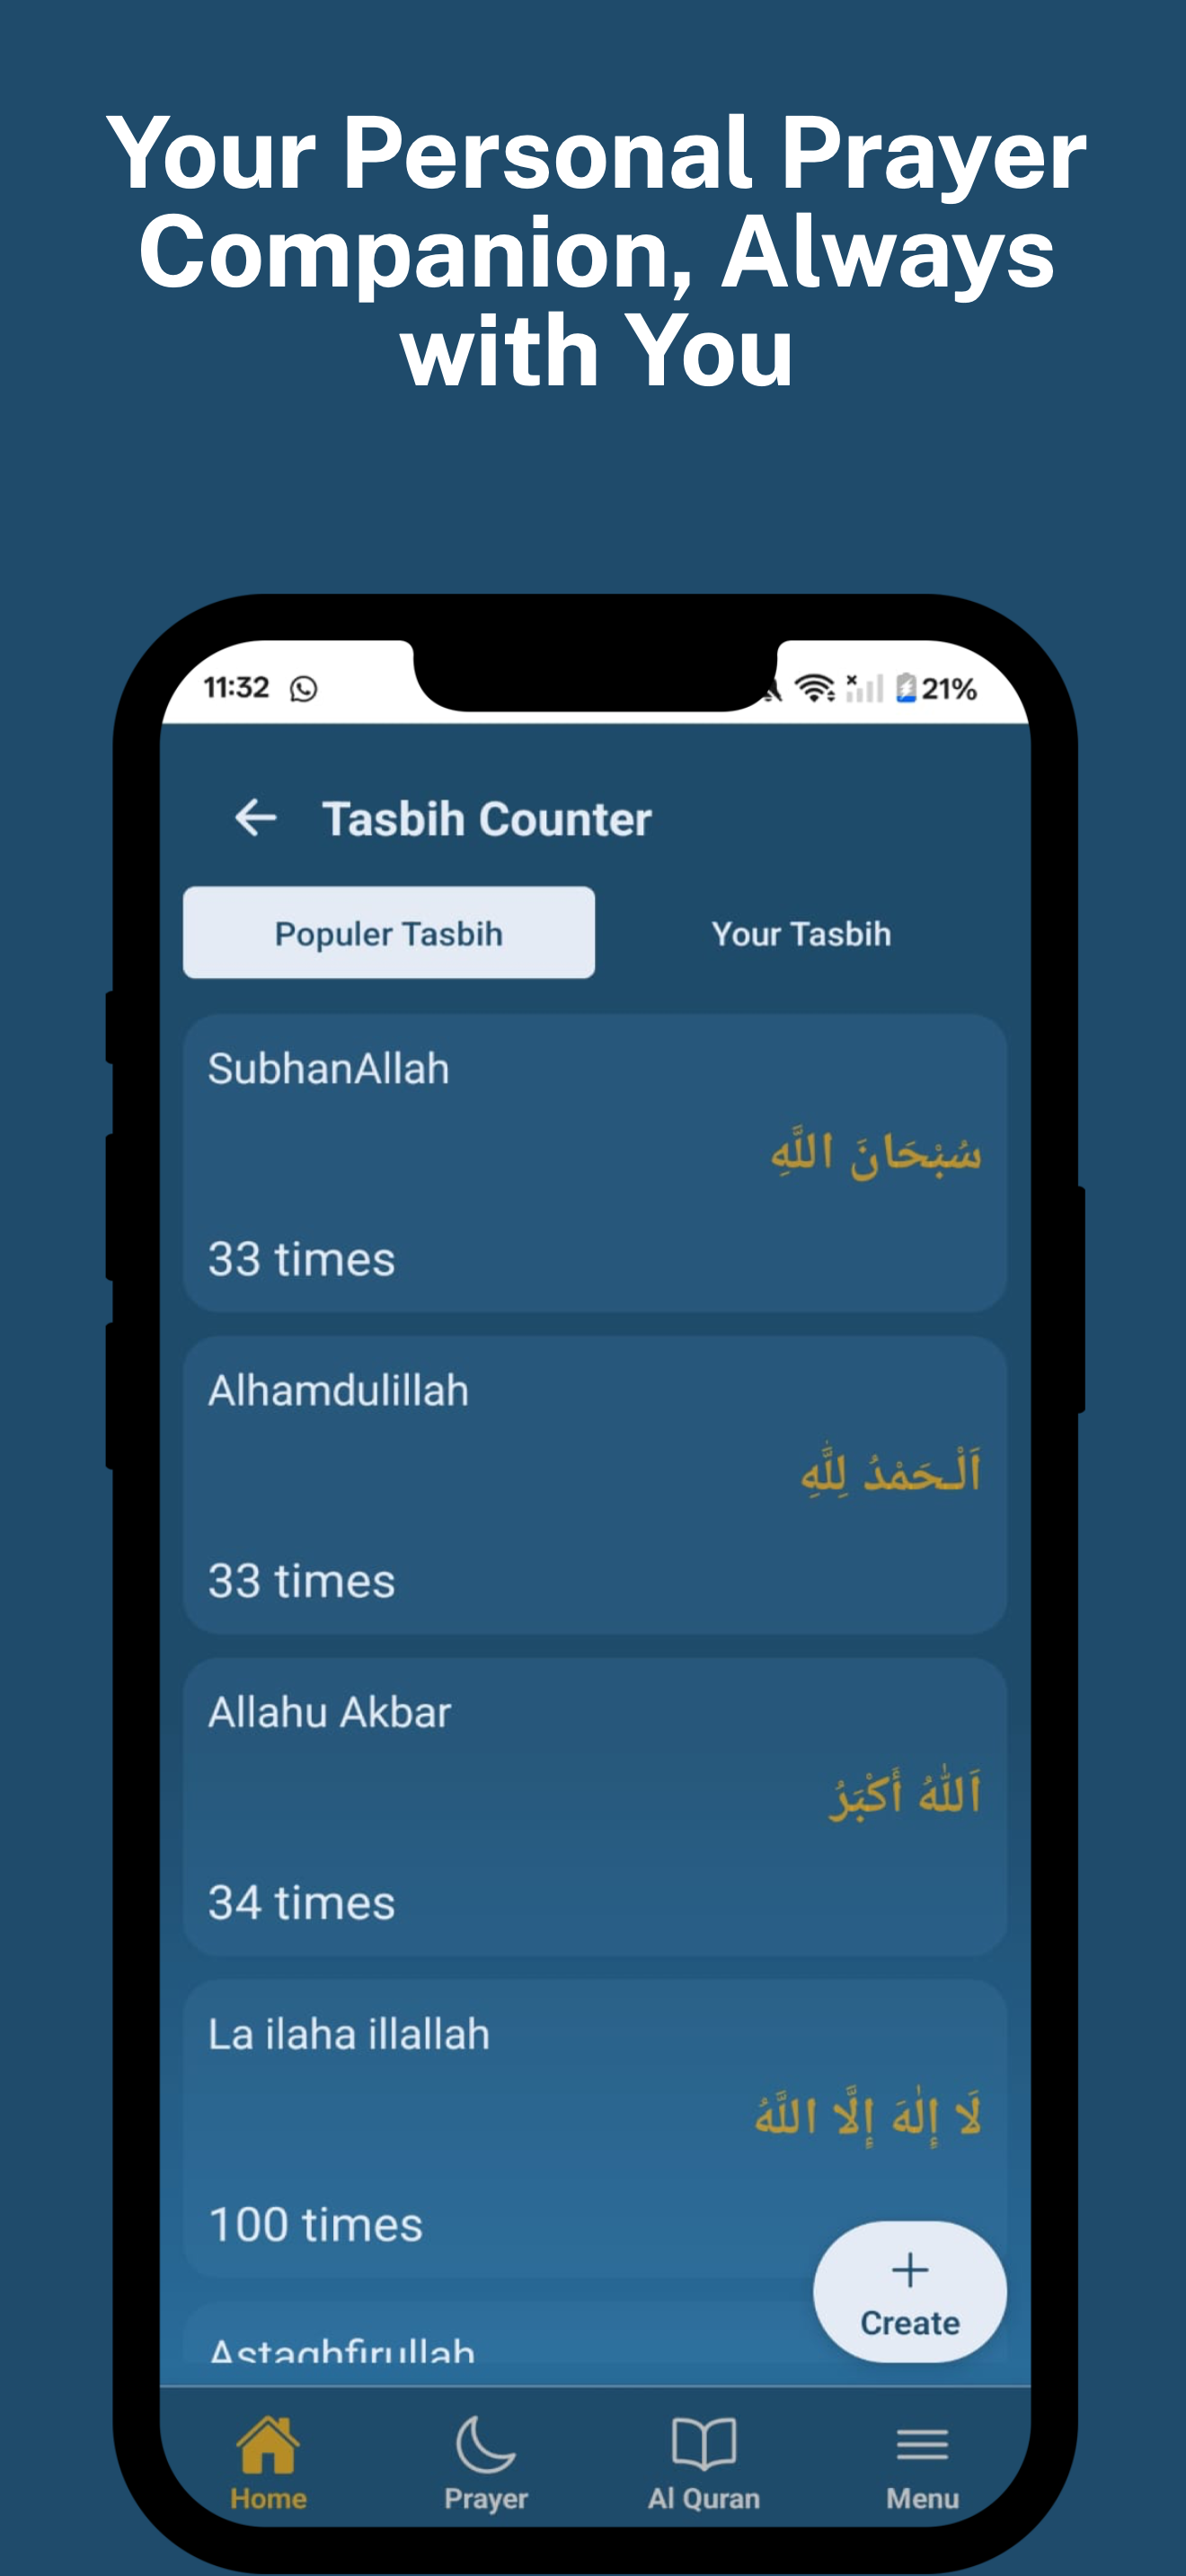 Your Personal Prayer
Companion, Always
with You
11:32
21%
Tasbih Counter
Populer Tasbih
Your Tasbih
SubhanAllah
سُبْحَانَ اللَّهِ
33 times
Alhamdulillah
اَلْـحَمْدُ لِلَّٰهِ
33 times
Allahu Akbar
اَللّٰهُ أَكْبَرُ
34 times
La ilaha illallah
لَا إِلٰهَ إِلَّا اللَّهُ
100 times
Astaghfirullah
Create
Home
Prayer
Al Quran
Menu